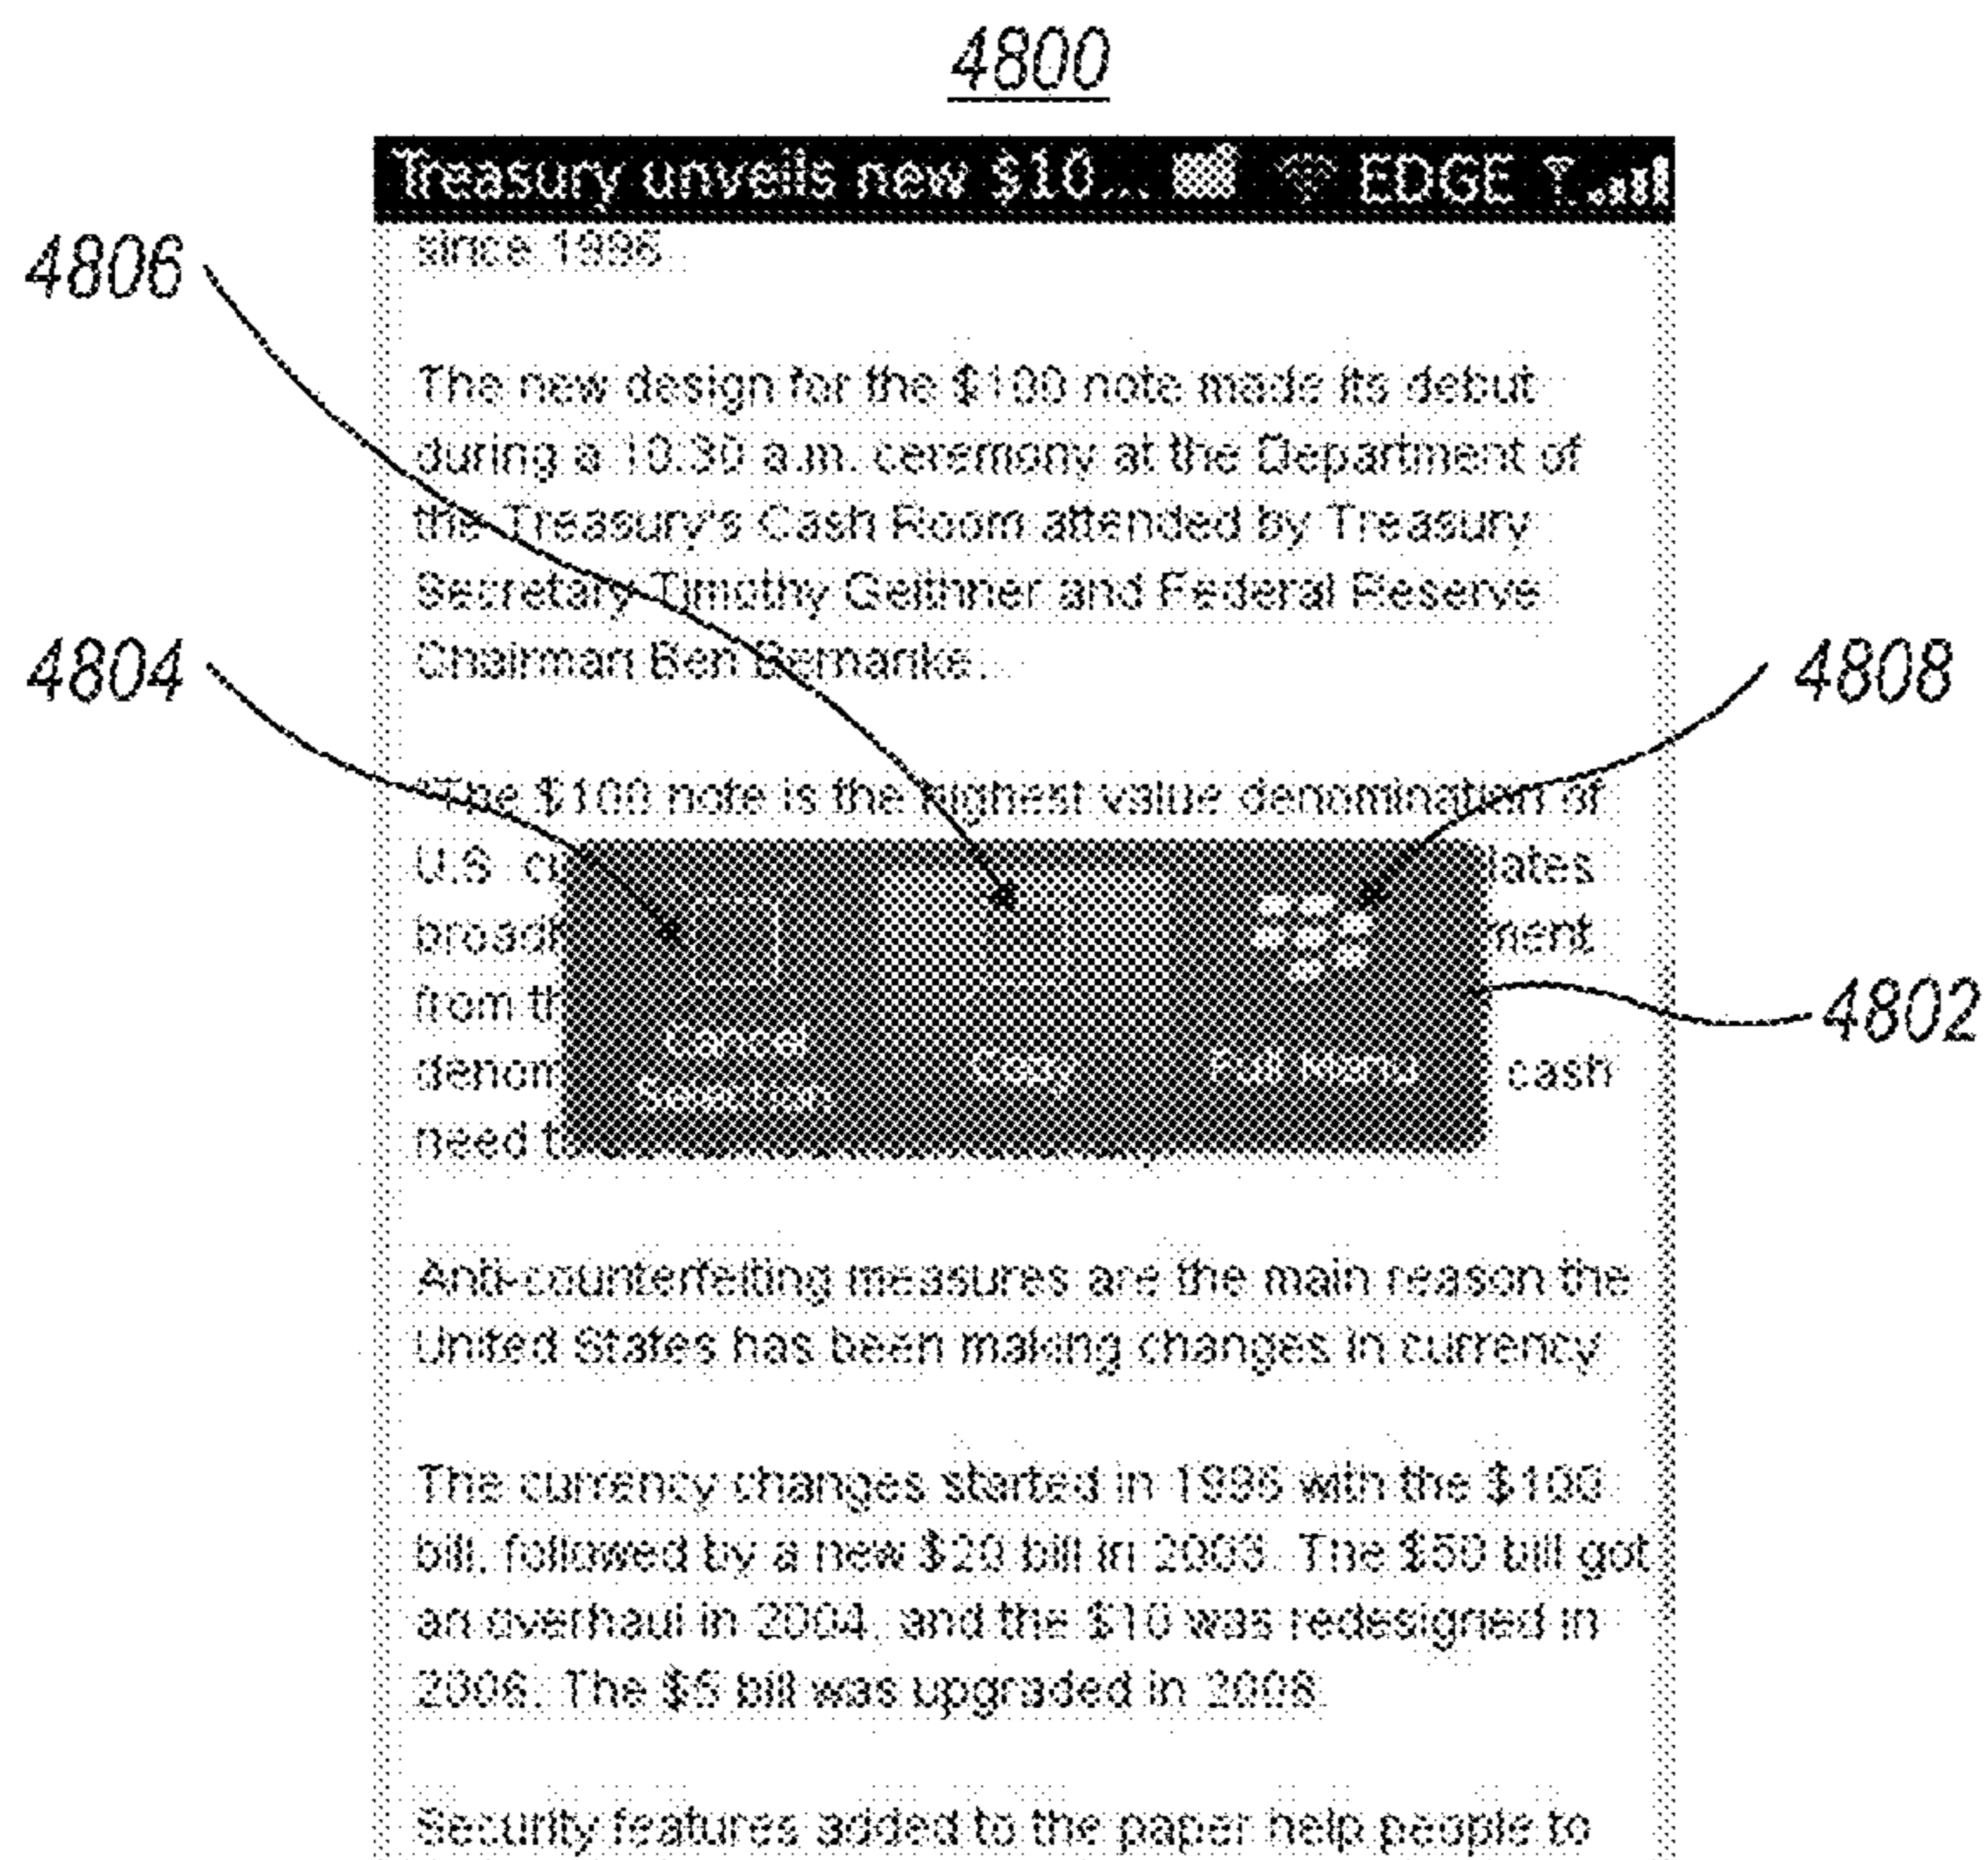 4800
Treasury unveils new $10... EDGE
4806
since 1996
The new design for the $100 note made its debut
during a 10:30 a.m. ceremony at the Department of
the Treasury's Cash Room attended by Treasury
Secretary Timothy Geithner and Federal Reserve
4804
4808
Chairman Ben Bernanke.
"The $100 note is the highest value denomination of
U.S. lates
ment
from 4802
Cancel Copy Full Menu
denom cash
Selection
need
Anti-counterfeiting measures are the main reason the
United States has been making changes in currency
The currency changes started in 1996 with the $100
bill, followed by a new $20 bill in 2003. The $50 bill got
an overhaul in 2004, and the $10 was redesigned in
2006. The $5 bill was upgraded in 2008.
Security features added to the paper help people to